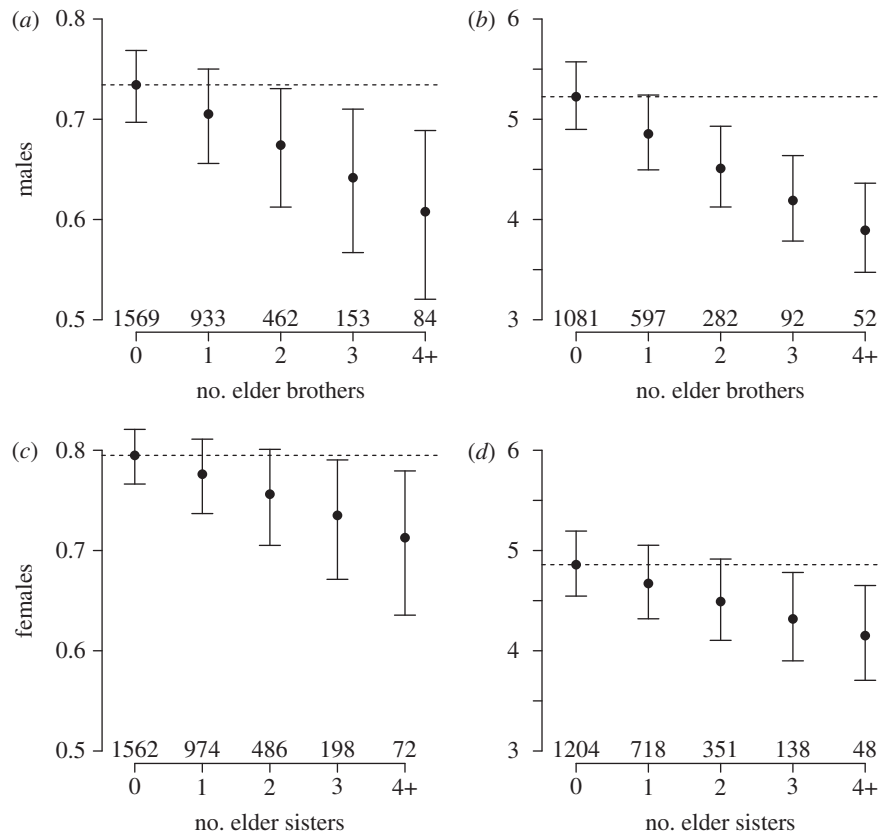 (a)
0.8
0.7
0.6
0.5
males
1569 933 462 153 84
0 1 2 3 4+
no. elder brothers
(b)
6
5
4
3
1081 597 282 92 52
0 1 2 3 4+
no. elder brothers
(c)
0.8
0.7
0.6
0.5
females
1562 974 486 198 72
0 1 2 3 4+
no. elder sisters
(d)
6
5
4
3
1204 718 351 138 48
0 1 2 3 4+
no. elder sisters